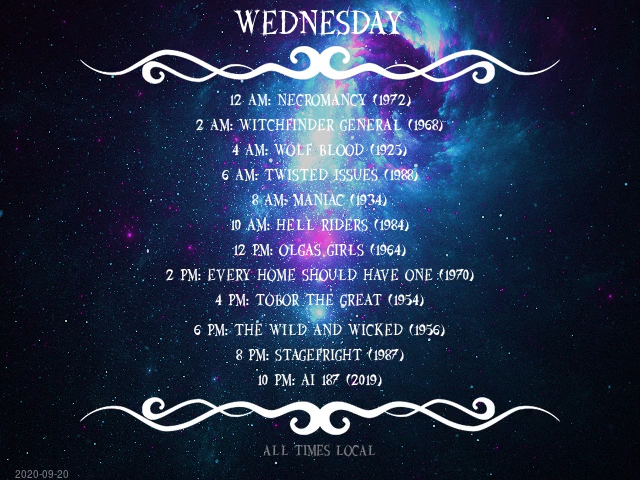 WEDNESDAY
12 AM: NECROMANCY (1972)
2 AM: WITCHFINDER GENERAL (1968)
4 AM: WOLF BLOOD (1925)
6 AM: TWISTED ISSUES (1988)
8 AM: MANIAC (1934)
10 AM: HELL RIDERS (1984)
12 PM: OLGAS GIRLS (1964)
2 PM: EVERY HOME SHOULD HAVE ONE (1970)
4 PM: TOBOR THE GREAT (1954)
6 PM: THE WILD AND WICKED (1956)
8 PM: STAGEFRIGHT (1987)
10 PM: AI 187 (2019)
ALL TIMES LOCAL
2020-09-20